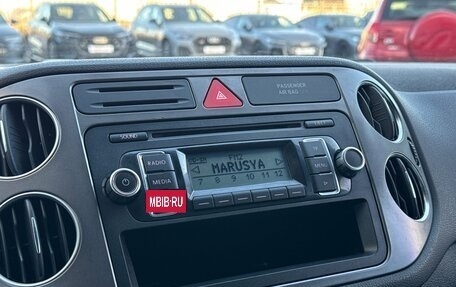 PASSENGER
AIR BAG
SOUND
RADIO
MEDIA
MARUSYA
7 8 9 10 11 12
MENU
MBIB.RU